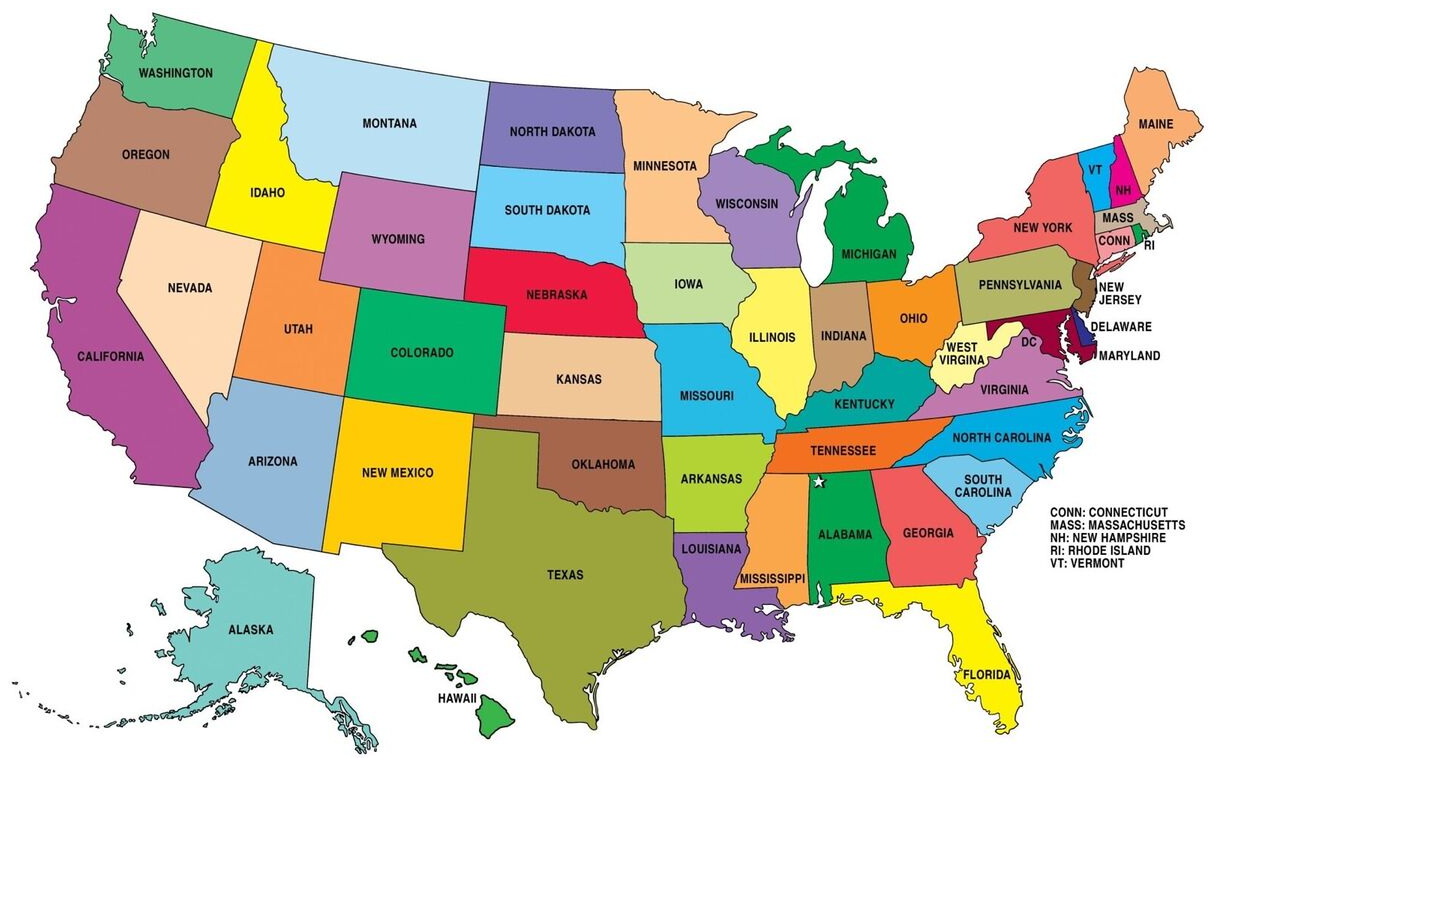 WASHINGTON
OREGON
IDAHO
MONTANA
NORTH DAKOTA
MINNESOTA
SOUTH DAKOTA
WYOMING
WISCONSIN
MICHIGAN
MAINE
VT
NH
NEW YORK
MASS
CONN
RI
PENNSYLVANIA
NEW
JERSEY
NEVADA
UTAH
CALIFORNIA
COLORADO
NEBRASKA
IOWA
KANSAS
MISSOURI
ILLINOIS
INDIANA
OHIO
WEST
VIRGINA
DC
DELAWARE
MARYLAND
VIRGINIA
KENTUCKY
TENNESSEE
NORTH CAROLINA
SOUTH
CAROLINA
ARIZONA
NEW MEXICO
OKLAHOMA
ARKANSAS
TEXAS
LOUISIANA
MISSISSIPPI
ALABAMA
GEORGIA
FLORIDA
ALASKA
HAWAII
CONN: CONNECTICUT
MASS: MASSACHUSETTS
NH: NEW HAMPSHIRE
RI: RHODE ISLAND
VT: VERMONT